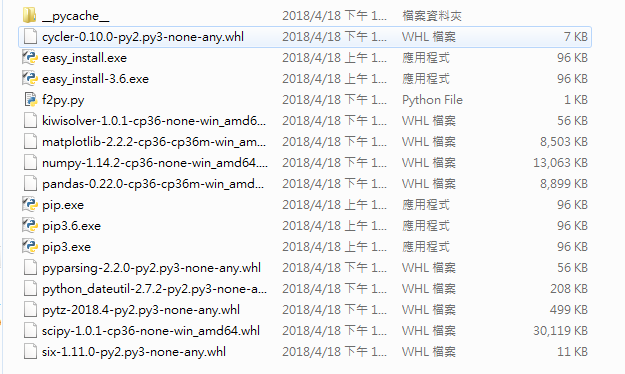 __pycache__ 2018/4/18 下午 1... 檔案資料夾
cycler-0.10.0-py2.py3-none-any.whl 2018/4/18 下午 1... WHL 檔案 7 KB
easy_install.exe 2018/4/18 上午 1... 應用程式 96 KB
easy_install-3.6.exe 2018/4/18 上午 1... 應用程式 96 KB
f2py.py 2018/4/18 下午 1... Python File 1 KB
kiwisolver-1.0.1-cp36-none-win_amd6... 2018/4/18 下午 1... WHL 檔案 56 KB
matplotlib-2.2.2-cp36-cp36m-win_amd... 2018/4/18 下午 1... WHL 檔案 8,503 KB
numpy-1.14.2-cp36-none-win_amd64.... 2018/4/18 下午 1... WHL 檔案 13,063 KB
pandas-0.22.0-cp36-cp36m-win_amd... 2018/4/18 下午 1... WHL 檔案 8,899 KB
pip.exe 2018/4/18 上午 1... 應用程式 96 KB
pip3.6.exe 2018/4/18 上午 1... 應用程式 96 KB
pip3.exe 2018/4/18 上午 1... 應用程式 96 KB
pyparsing-2.2.0-py2.py3-none-any.whl 2018/4/18 下午 1... WHL 檔案 56 KB
python_dateutil-2.7.2-py2.py3-none-a... 2018/4/18 下午 1... WHL 檔案 208 KB
pytz-2018.4-py2.py3-none-any.whl 2018/4/18 下午 1... WHL 檔案 499 KB
scipy-1.0.1-cp36-none-win_amd64.whl 2018/4/18 下午 1... WHL 檔案 30,119 KB
six-1.11.0-py2.py3-none-any.whl 2018/4/18 下午 1... WHL 檔案 11 KB